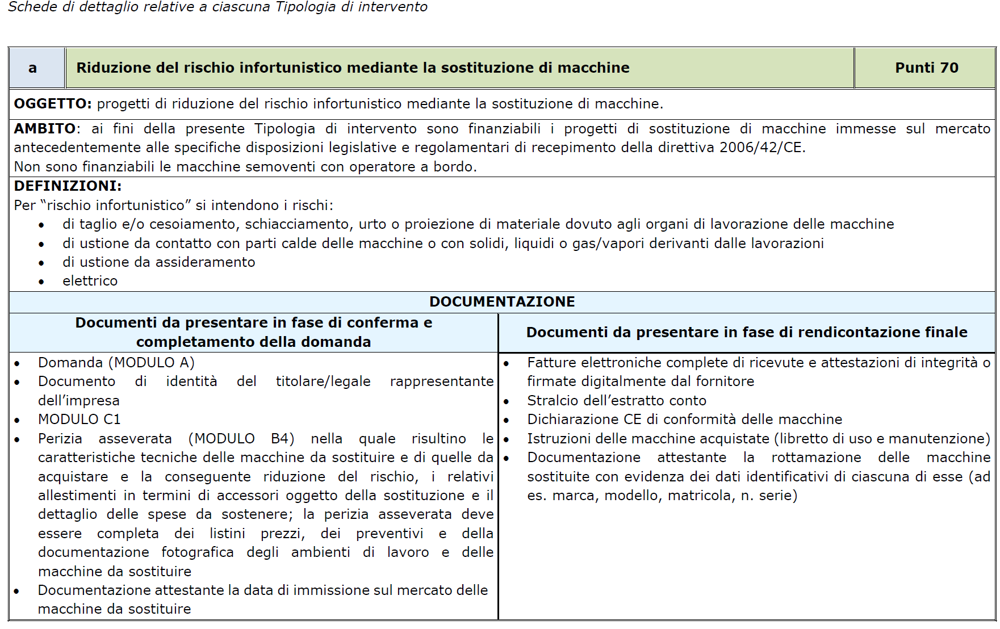 Schede di dettaglio relative a ciascuna Tipologia di intervento
a
Riduzione del rischio infortunistico mediante la sostituzione di macchine
Punti 70
OGGETTO: progetti di riduzione del rischio infortunistico mediante la sostituzione di macchine.
AMBITO: ai fini della presente Tipologia di intervento sono finanziabili i progetti di sostituzione di macchine immesse sul mercato
antecedentemente alle specifiche disposizioni legislative e regolamentari di recepimento della direttiva 2006/42/CE.
Non sono finanziabili le macchine semoventi con operatore a bordo.
DEFINIZIONI:
Per “rischio infortunistico” si intendono i rischi:
• di taglio e/o cesoiamento, schiacciamento, urto o proiezione di materiale dovuto agli organi di lavorazione delle macchine
• di ustione da contatto con parti calde delle macchine o con solidi, liquidi o gas/vapori derivanti dalle lavorazioni
• di ustione da assideramento
• elettrico
DOCUMENTAZIONE
Documenti da presentare in fase di conferma e
completamento della domanda
• Domanda (MODULO A)
• Documento di identità del titolare/legale rappresentante
dell’impresa
• MODULO C1
• Perizia asseverata (MODULO B4) nella quale risultino le
caratteristiche tecniche delle macchine da sostituire e di quelle da
acquistare e la conseguente riduzione del rischio, i relativi
allestimenti in termini di accessori oggetto della sostituzione e il
dettaglio delle spese da sostenere; la perizia asseverata deve
essere completa dei listini prezzi, dei preventivi e della
documentazione fotografica degli ambienti di lavoro e delle
macchine da sostituire
• Documentazione attestante la data di immissione sul mercato delle
macchine da sostituire
Documenti da presentare in fase di rendicontazione finale
• Fatture elettroniche complete di ricevute e attestazioni di integrità o
firmate digitalmente dal fornitore
• Stralcio dell’estratto conto
• Dichiarazione CE di conformità delle macchine
• Istruzioni delle macchine acquistate (libretto di uso e manutenzione)
• Documentazione attestante la rottamazione delle macchine
sostituite con evidenza dei dati identificativi di ciascuna di esse (ad
es. marca, modello, matricola, n. serie)